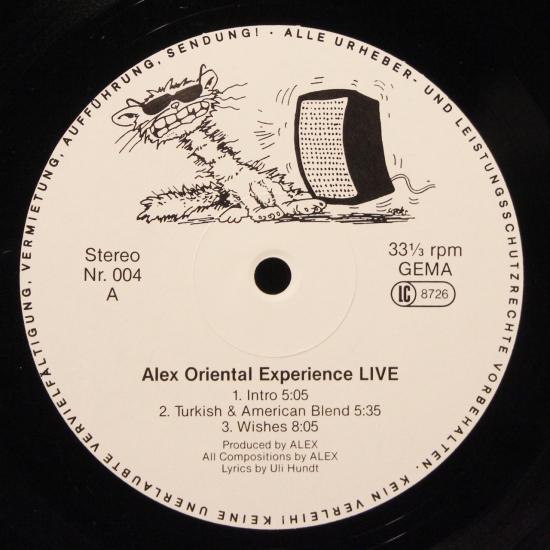 ALLE URHEBER- UND LEISTUNGSSCHUTZRECHTE VORBEHALTEN. KEIN VERLEIH! KEINE UNERLAUBTE VERVIELFÄLTIGUNG, VERMIETUNG, AUFFÜHRUNG, SENDUNG! ·
Stereo
Nr. 004
A
33⅓ rpm
GEMA
LC 8726
Alex Oriental Experience LIVE
1. Intro 5:05
2. Turkish & American Blend 5:35
3. Wishes 8:05
Produced by ALEX
All Compositions by ALEX
Lyrics by Uli Hundt